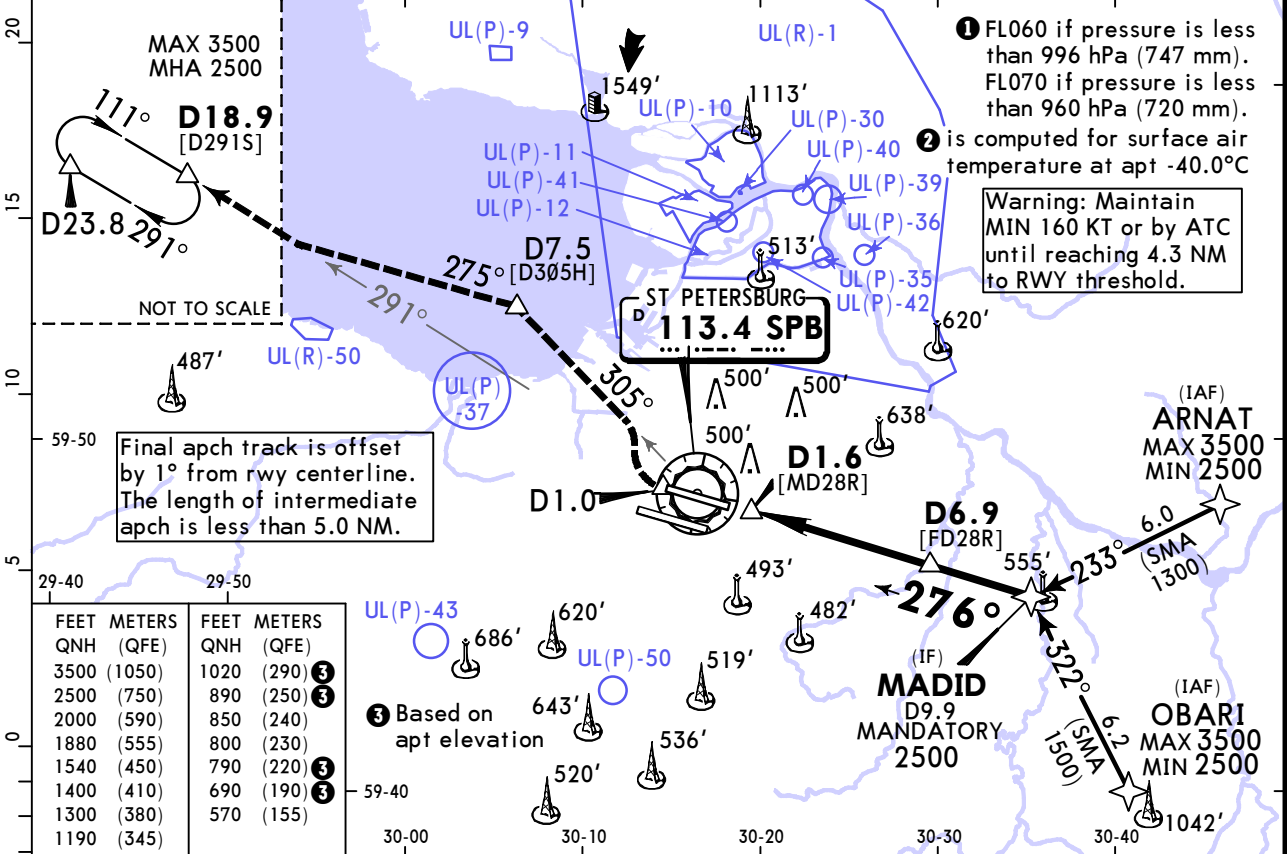 20
15
10
5
0
MAX 3500
MHA 2500
111°
D18.9
[D291S]
D23.8
291°
NOT TO SCALE
UL(P)-9
UL(R)-1
1549'
UL(P)-10
1113'
UL(P)-30
UL(P)-40
UL(P)-11
UL(P)-41
UL(P)-12
UL(P)-39
UL(P)-36
513'
UL(P)-35
UL(P)-42
❶ FL060 if pressure is less
than 996 hPa (747 mm).
FL070 if pressure is less
than 960 hPa (720 mm).
❷ is computed for surface air
temperature at apt -40.0°C
Warning: Maintain
MIN 160 KT or by ATC
until reaching 4.3 NM
to RWY threshold.
D7.5
[D3Ø5H]
275°
291°
ST PETERSBURG
D 113.4 SPB
620'
UL(R)-50
487'
UL(P)
-37
305°
500'
500'
500'
638'
59-50
Final apch track is offset
by 1° from rwy centerline.
The length of intermediate
apch is less than 5.0 NM.
D1.0
D1.6
[MD28R]
D6.9
[FD28R]
(IAF)
ARNAT
MAX 3500
MIN 2500
6.0
233°
(SMA
1300)
555'
276°
29-40
29-50
493'
482'
UL(P)-43
686'
620'
UL(P)-50
519'
643'
536'
520'
(IF)
MADID
D9.9
MANDATORY
2500
322°
6.2
(SMA
1500)
(IAF)
OBARI
MAX 3500
MIN 2500
1042'
FEET METERS FEET METERS
QNH (QFE) QNH (QFE)
3500 (1050) 1020 (290) ❸
2500 (750) 890 (250) ❸
2000 (590) 850 (240)
1880 (555) 800 (230)
1540 (450) 790 (220) ❸
1400 (410) 690 (190) ❸
1300 (380) 570 (155)
1190 (345)
❸ Based on
apt elevation
59-40
30-00
30-10
30-20
30-30
30-40